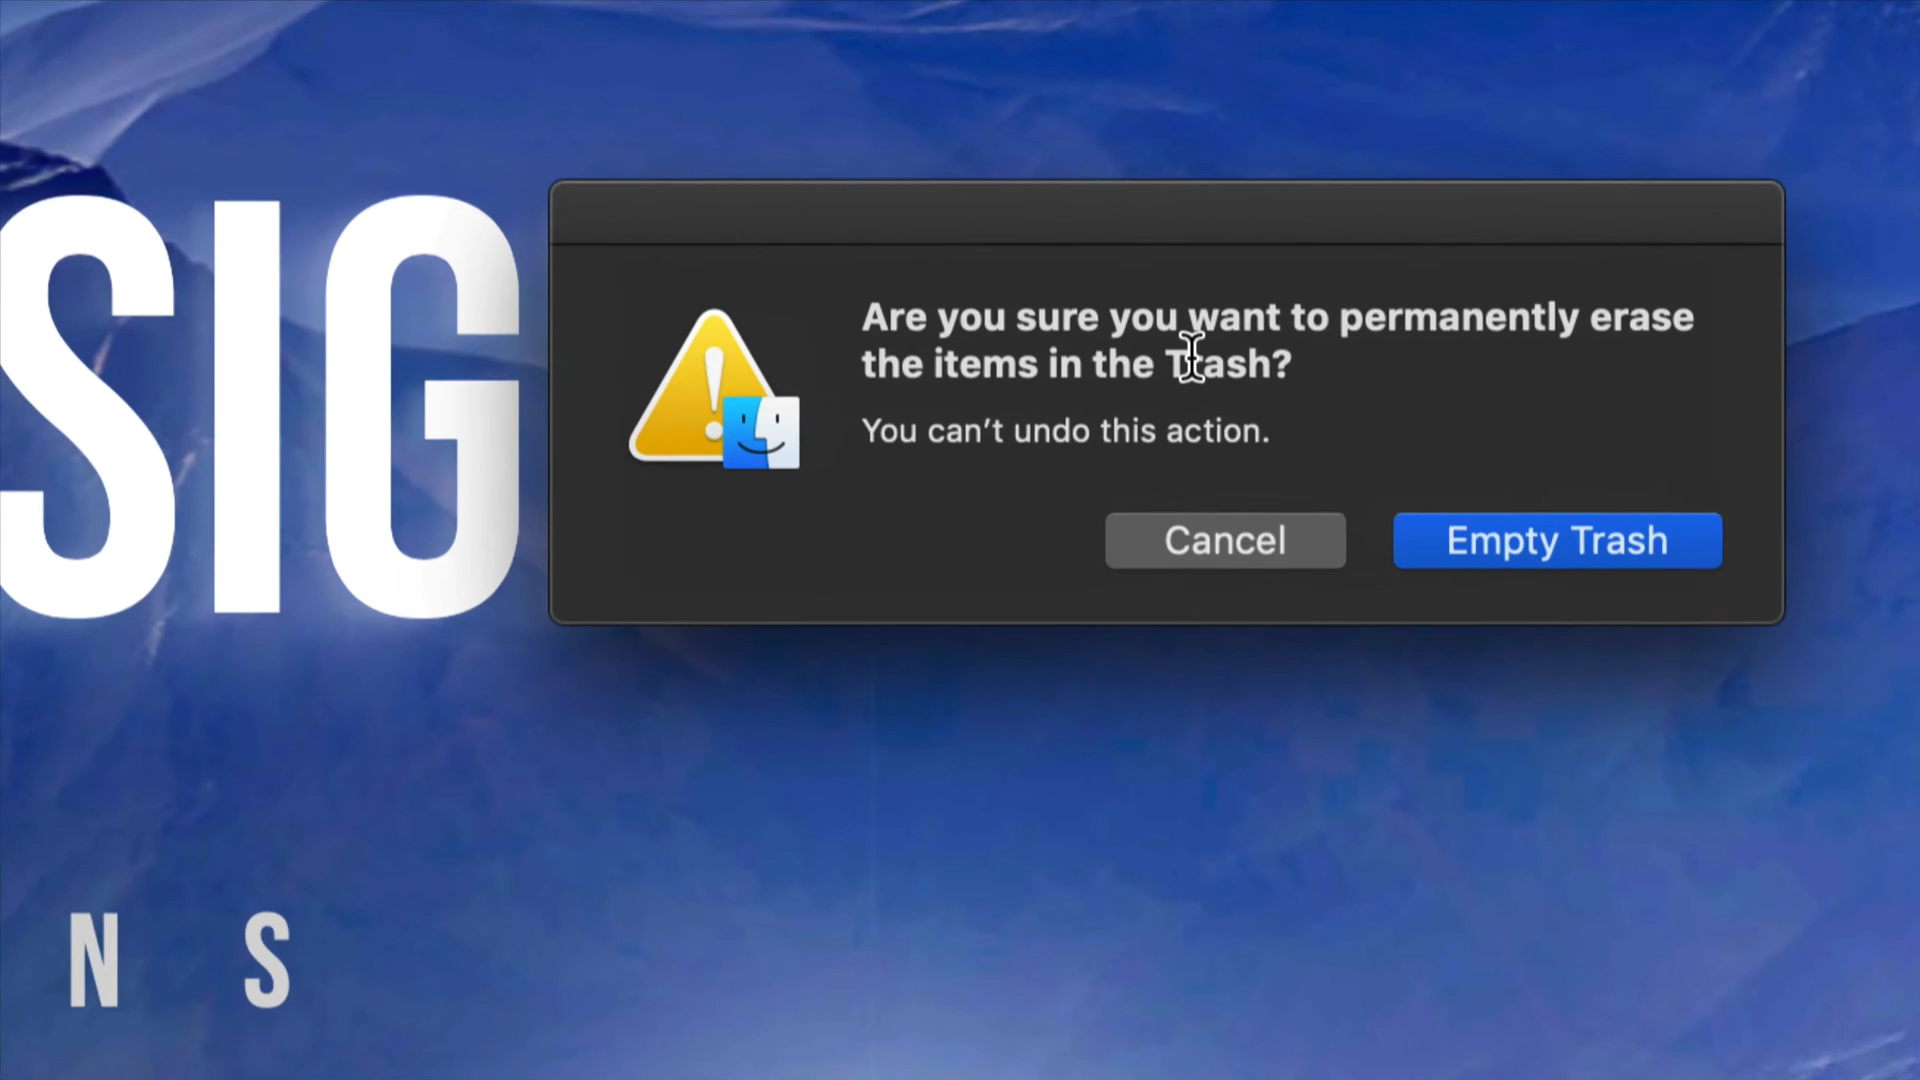 SIG
Are you sure you want to permanently erase
the items in the Trash?
You can’t undo this action.
Cancel Empty Trash
N S